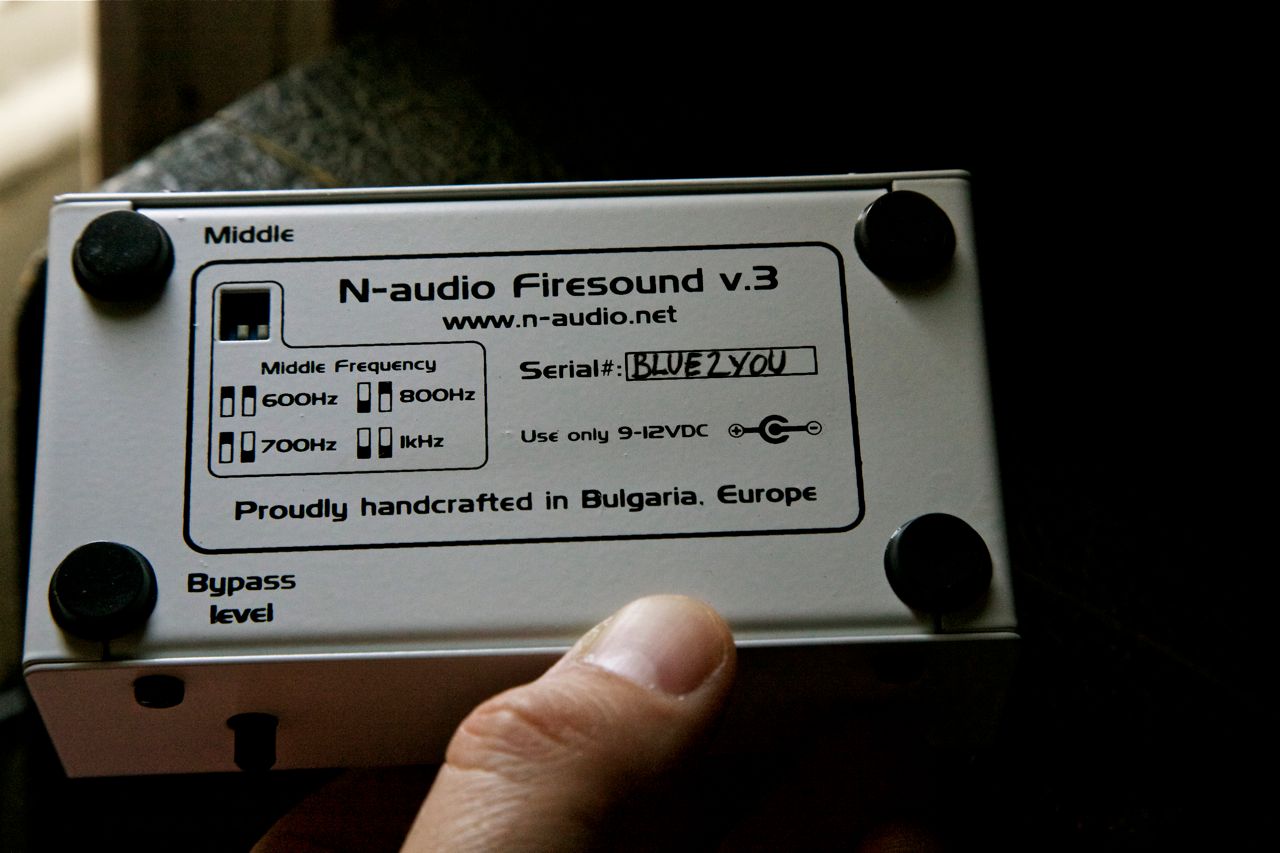 Middle
N-audio Firesound v.3
www.n-audio.net
Middle Frequency
600Hz 800Hz
700Hz 1kHz
Serial#: BLUE2YOU
Use only 9-12VDC
Proudly handcrafted in Bulgaria, Europe
Bypass
level